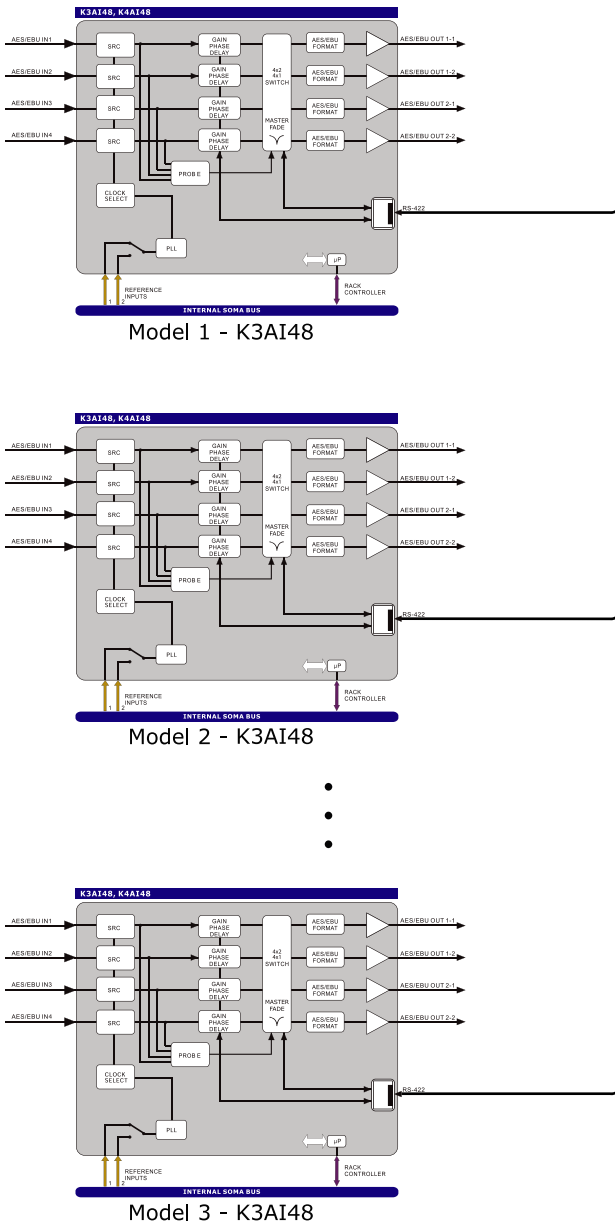 K3AI48, K4AI48
AES/EBU IN1
SRC
GAIN
PHASE
DELAY
AES/EBU
FORMAT
AES/EBU OUT 1-1
AES/EBU IN2
SRC
GAIN
PHASE
DELAY
4x2
4x1
SWITCH
AES/EBU
FORMAT
AES/EBU OUT 1-2
AES/EBU IN3
SRC
GAIN
PHASE
DELAY
AES/EBU
FORMAT
AES/EBU OUT 2-1
AES/EBU IN4
SRC
GAIN
PHASE
DELAY
MASTER
FADE
AES/EBU
FORMAT
AES/EBU OUT 2-2
PROBE
CLOCK
SELECT
RS-422
PLL
µP
REFERENCE
INPUTS
1 2
RACK
CONTROLLER
INTERNAL SOMA BUS
Model 1 - K3AI48
K3AI48, K4AI48
AES/EBU IN1
SRC
GAIN
PHASE
DELAY
AES/EBU
FORMAT
AES/EBU OUT 1-1
AES/EBU IN2
SRC
GAIN
PHASE
DELAY
4x2
4x1
SWITCH
AES/EBU
FORMAT
AES/EBU OUT 1-2
AES/EBU IN3
SRC
GAIN
PHASE
DELAY
AES/EBU
FORMAT
AES/EBU OUT 2-1
AES/EBU IN4
SRC
GAIN
PHASE
DELAY
MASTER
FADE
AES/EBU
FORMAT
AES/EBU OUT 2-2
PROBE
CLOCK
SELECT
RS-422
PLL
µP
REFERENCE
INPUTS
1 2
RACK
CONTROLLER
INTERNAL SOMA BUS
Model 2 - K3AI48
K3AI48, K4AI48
AES/EBU IN1
SRC
GAIN
PHASE
DELAY
AES/EBU
FORMAT
AES/EBU OUT 1-1
AES/EBU IN2
SRC
GAIN
PHASE
DELAY
4x2
4x1
SWITCH
AES/EBU
FORMAT
AES/EBU OUT 1-2
AES/EBU IN3
SRC
GAIN
PHASE
DELAY
AES/EBU
FORMAT
AES/EBU OUT 2-1
AES/EBU IN4
SRC
GAIN
PHASE
DELAY
MASTER
FADE
AES/EBU
FORMAT
AES/EBU OUT 2-2
PROBE
CLOCK
SELECT
RS-422
PLL
µP
REFERENCE
INPUTS
1 2
RACK
CONTROLLER
INTERNAL SOMA BUS
Model 3 - K3AI48